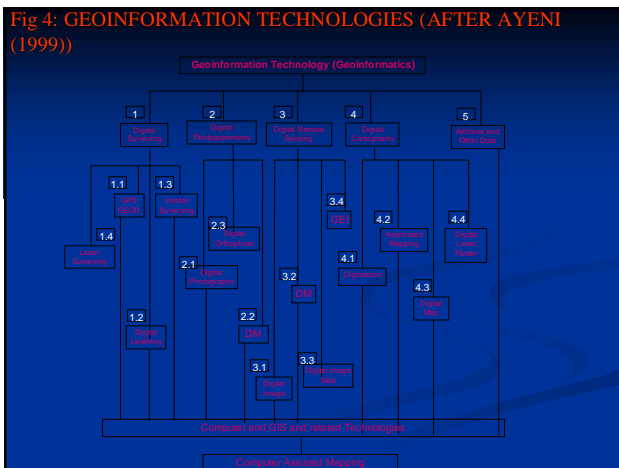 Fig 4: GEOINFORMATION TECHNOLOGIES (AFTER AYENI
(1999))
Geoinformation Technology (Geoinformatics)
1
Digital
Surveying
2
Digital
Photogrammetry
3
Digital Remote
Sensing
4
Digital
Cartography
5
Attribute and
Other Data
1.1
GPS
1.3
Inertial
Surveying
1.4
Laser
Surveying
1.2
Digital
Levelling
2.3
Digital
Orthophoto
2.1
Digital
Photography
2.2
DM
3.4
GEI
3.2
DM
3.1
Digital
Image
3.3
Digital Image
Map
4.2
Automated
Mapping
4.4
Digital
Laser
Plotter
4.1
Digitization
4.3
Digital
Map
Computer and GIS and related Technologies
Computer Assisted Mapping